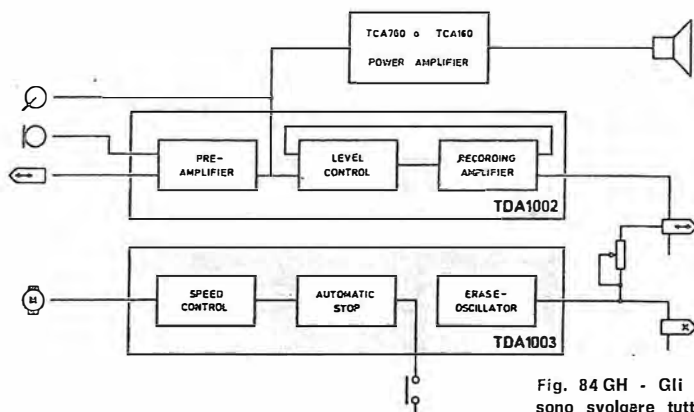 TCA760 o TCA160
POWER AMPLIFIER
PRE-
AMPLIFIER
LEVEL
CONTROL
RECORDING
AMPLIFIER
TDA1002
M
SPEED
CONTROL
AUTOMATIC
STOP
ERASE-
OSCILLATOR
TDA1003
Fig. 84 GH - Gli
sono svolgere tutt